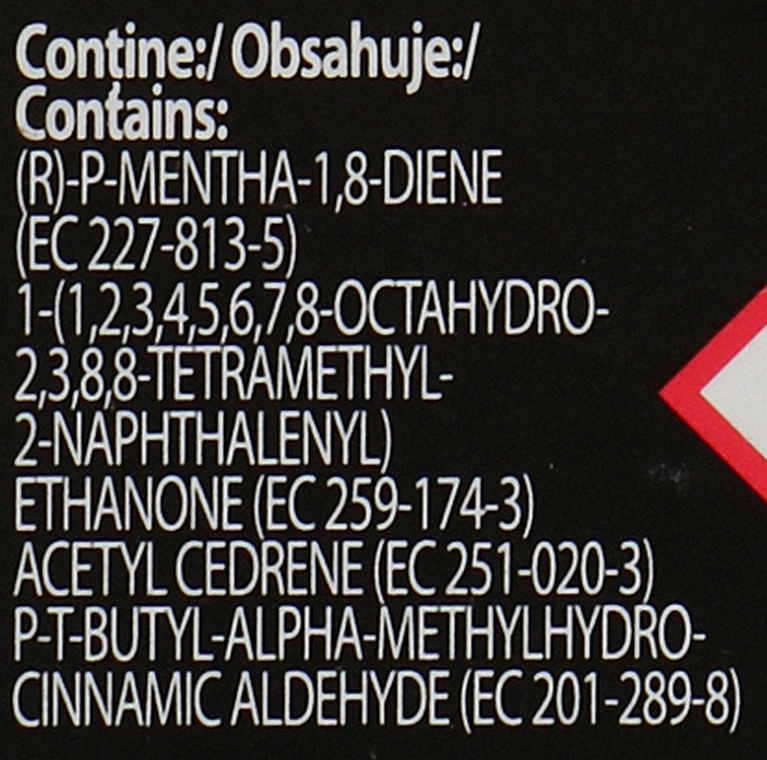 Contine:/ Obsahuje:/
Contains:
(R)-P-MENTHA-1,8-DIENE
(EC 227-813-5)
1-(1,2,3,4,5,6,7,8-OCTAHYDRO-
2,3,8,8-TETRAMETHYL-
2-NAPHTHALENYL)
ETHANONE (EC 259-174-3)
ACETYL CEDRENE (EC 251-020-3)
P-T-BUTYL-ALPHA-METHYLHYDRO-
CINNAMIC ALDEHYDE (EC 201-289-8)